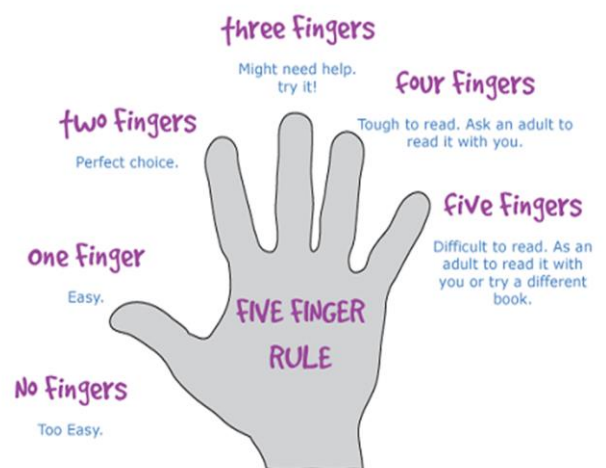 three Fingers
Might need help.
try it!
four Fingers
Tough to read. Ask an adult to
read it with you.
two Fingers
Perfect choice.
five Fingers
Difficult to read. As an
adult to read it with
you or try a different
book.
one Finger
Easy.
FIVE FINGER
RULE
No Fingers
Too Easy.